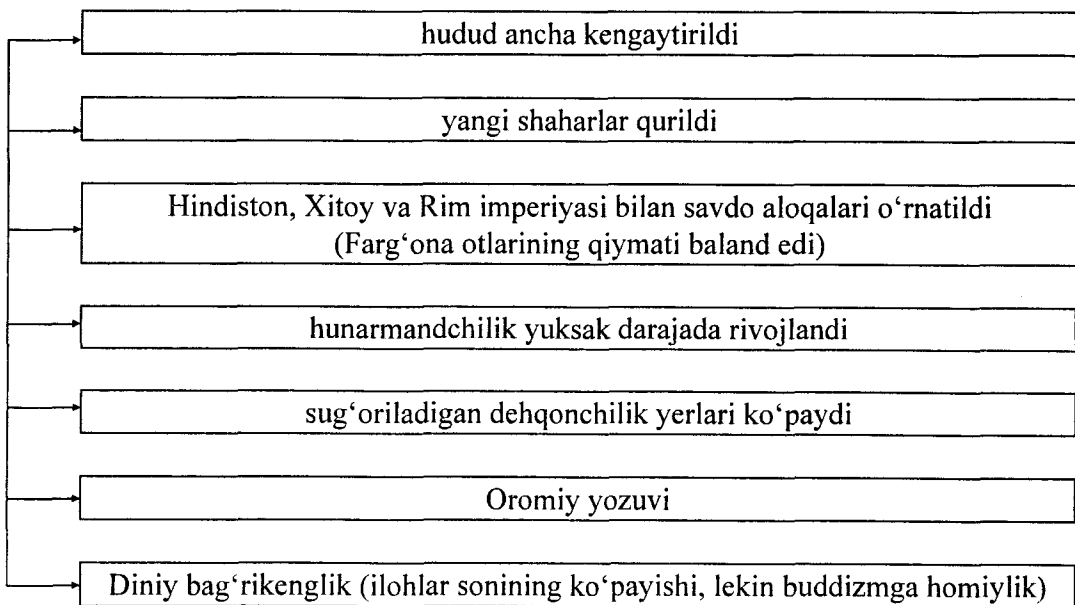 hudud ancha kengaytirildi
yangi shaharlar qurildi
Hindiston, Xitoy va Rim imperiyasi bilan savdo aloqalari o‘rnatildi
(Farg‘ona otlarining qiymati baland edi)
hunarmandchilik yuksak darajada rivojlandi
sug‘oriladigan dehqonchilik yerlari ko‘paydi
Oromiy yozuvi
Diniy bag‘rikenglik (ilohlar sonining ko‘payishi, lekin buddizmga homiylik)